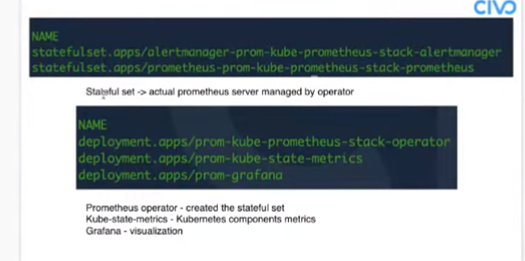 CIVO
NAME
statefulset.apps/alertmanager-prom-kube-prometheus-stack-alertmanager
statefulset.apps/prometheus-prom-kube-prometheus-stack-prometheus
Stateful set -> actual prometheus server managed by operator
NAME
deployment.apps/prom-kube-prometheus-stack-operator
deployment.apps/prom-kube-state-metrics
deployment.apps/prom-grafana
Prometheus operator - created the stateful set
Kube-state-metrics - Kubernetes components metrics
Grafana - visualization